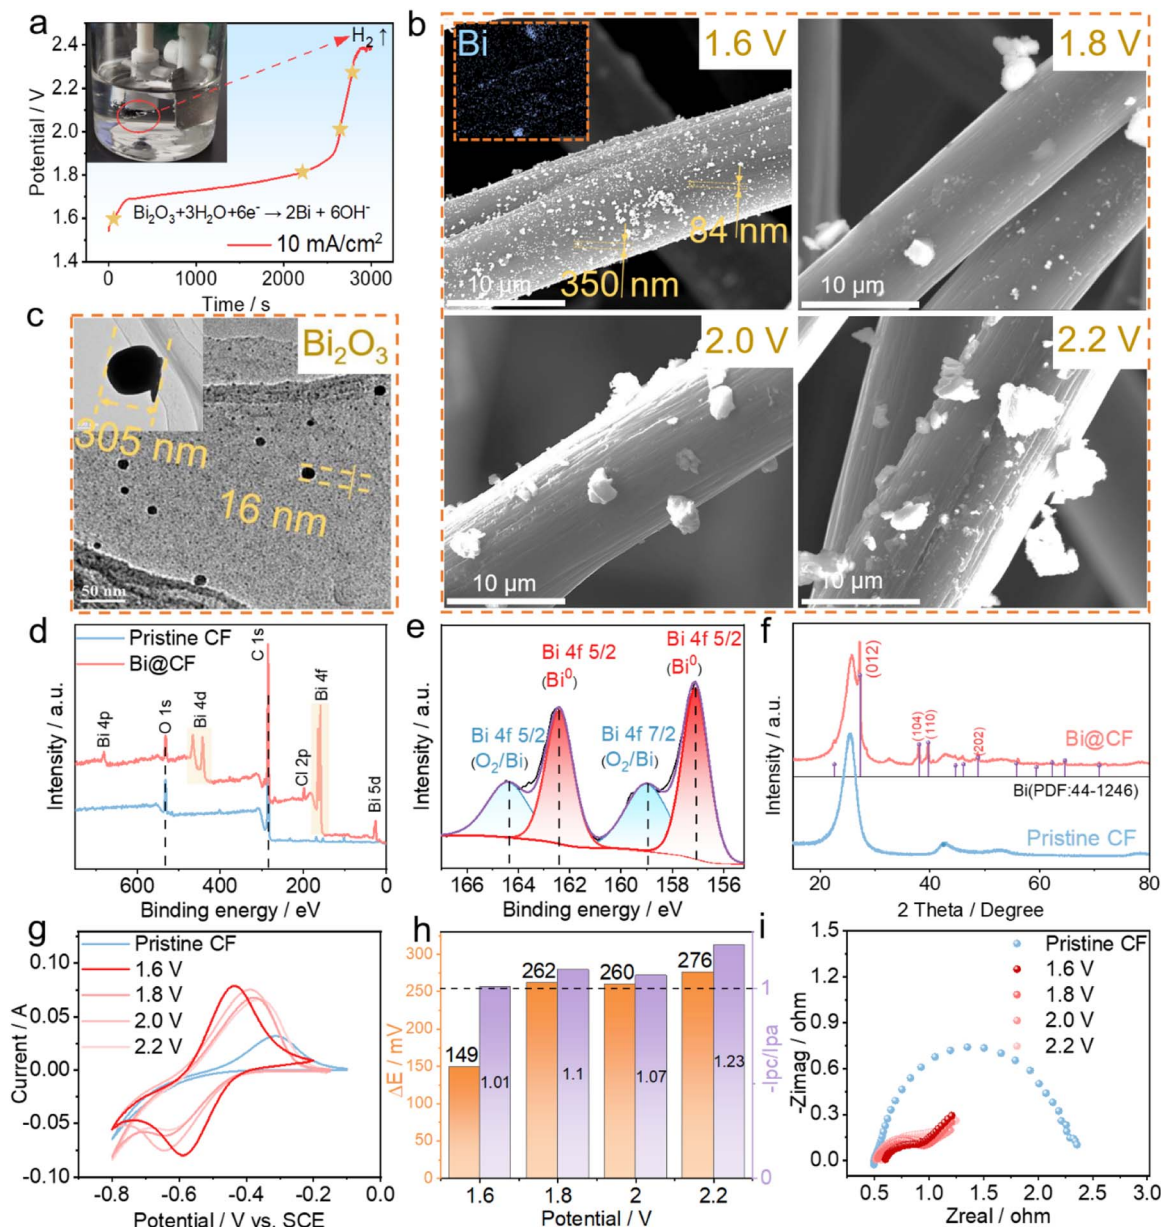 a
2.4
2.2
2.0
1.8
1.6
1.4
Potential / V
H₂ ↑
Bi₂O₃+3H₂O+6e⁻ → 2Bi + 6OH⁻
10 mA/cm²
0 1000 2000 3000
Time / s
b
Bi
1.6 V
84 nm
350 nm
10 μm
1.8 V
10 μm
2.0 V
10 μm
2.2 V
10 μm
c
Bi₂O₃
305 nm
16 nm
50 nm
d
Pristine CF
Bi@CF
Bi 4p
O 1s
Bi 4d
C 1s
Cl 2p
Bi 4f
Bi 5d
Intensity / a.u.
600 400 200 0
Binding energy / eV
e
Bi 4f 5/2
(Bi⁰)
Bi 4f 5/2
(Bi⁰)
Bi 4f 5/2
(O₂/Bi)
Bi 4f 7/2
(O₂/Bi)
Intensity / a.u.
166 164 162 160 158 156
Binding energy / eV
f
(012)
(104)
(110)
(202)
Bi@CF
Bi(PDF:44-1246)
Pristine CF
Intensity / a.u.
20 40 60 80
2 Theta / Degree
g
Pristine CF
1.6 V
1.8 V
2.0 V
2.2 V
0.10
0.05
0.00
-0.05
-0.10
Current / A
-0.8 -0.6 -0.4 -0.2 0.0
Potential / V vs. SCE
h
300
250
200
150
100
50
0
ΔE / mV
149
262
260
276
1.01
1.1
1.07
1.23
1
0
-Ipc/Ipa
1.6 1.8 2 2.2
Potential / V
i
Pristine CF
1.6 V
1.8 V
2.0 V
2.2 V
-1.5
-1.2
0.9
0.6
0.3
0.0
-Zimag / ohm
0.5 1.0 1.5 2.0 2.5 3.0
Zreal / ohm